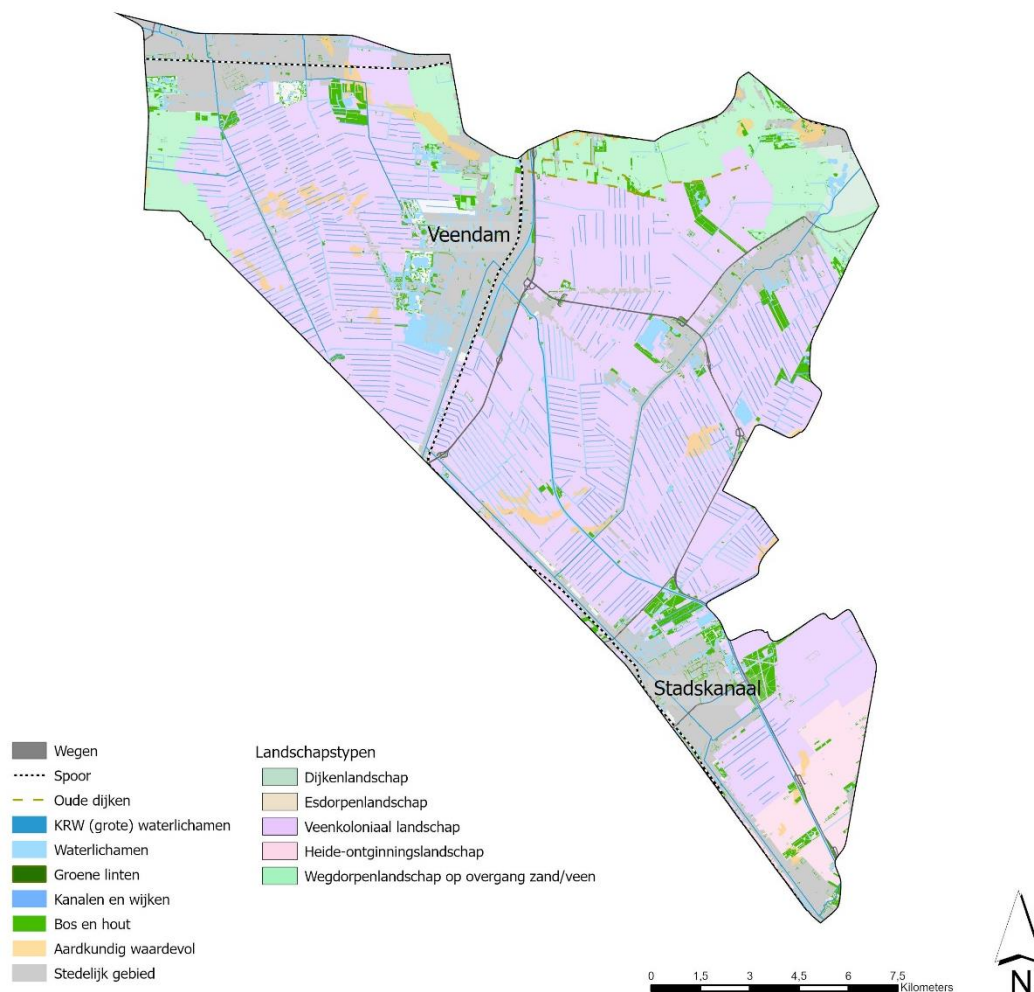 Veendam
Stadskanaal
Wegen
Spoor
Oude dijken
KRW (grote) waterlichamen
Waterlichamen
Groene linten
Kanalen en wijken
Bos en hout
Aardkundig waardevol
Stedelijk gebied
Landschapstypen
Dijkenlandschap
Esdorpenlandschap
Veenkoloniaal landschap
Heide-ontginningslandschap
Wegdorpenlandschap op overgang zand/veen
0 1,5 3 4,5 6 7,5
Kilometers
N